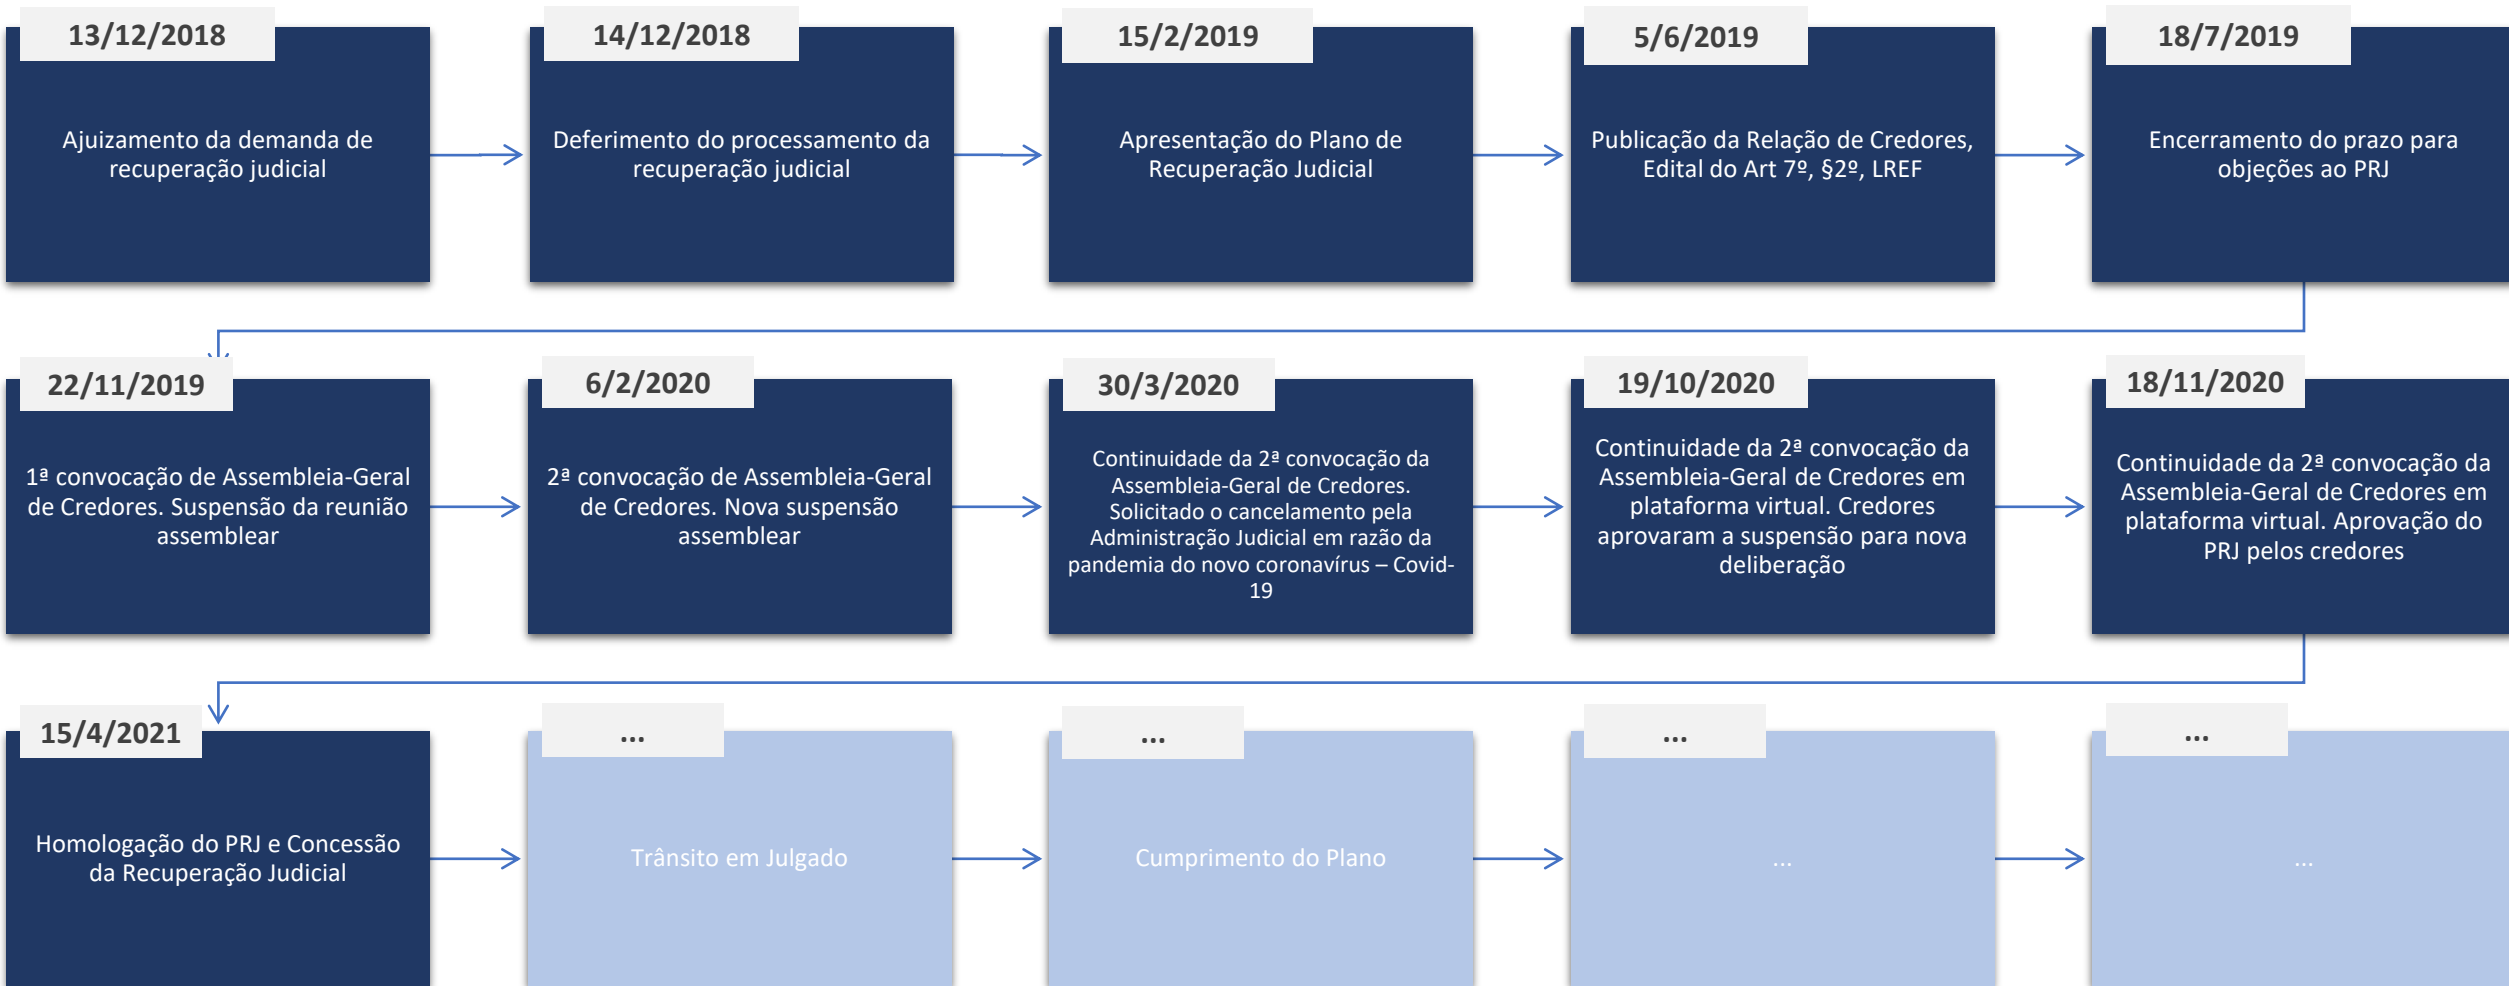 13/12/2018
Ajuizamento da demanda de
recuperação judicial
14/12/2018
Deferimento do processamento da
recuperação judicial
15/2/2019
Apresentação do Plano de
Recuperação Judicial
5/6/2019
Publicação da Relação de Credores,
Edital do Art 7º, §2º, LREF
18/7/2019
Encerramento do prazo para
objeções ao PRJ
22/11/2019
1ª convocação de Assembleia-Geral
de Credores. Suspensão da reunião
assemblear
6/2/2020
2ª convocação de Assembleia-Geral
de Credores. Nova suspensão
assemblear
30/3/2020
Continuidade da 2ª convocação da
Assembleia-Geral de Credores.
Solicitado o cancelamento pela
Administração Judicial em razão da
pandemia do novo coronavírus – Covid-
19
19/10/2020
Continuidade da 2ª convocação da
Assembleia-Geral de Credores em
plataforma virtual. Credores
aprovaram a suspensão para nova
deliberação
18/11/2020
Continuidade da 2ª convocação da
Assembleia-Geral de Credores em
plataforma virtual. Aprovação do
PRJ pelos credores
15/4/2021
Homologação do PRJ e Concessão
da Recuperação Judicial
...
Trânsito em Julgado
...
Cumprimento do Plano
...
...
...
...